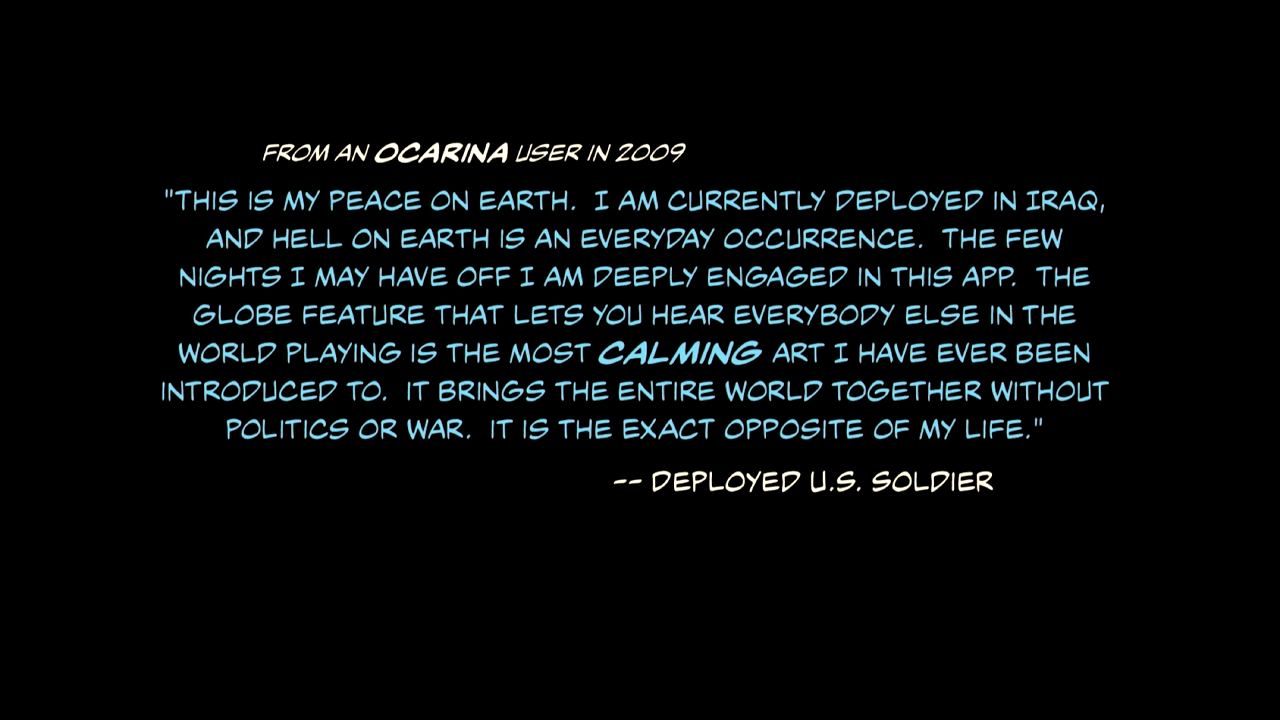 FROM AN OCARINA USER IN 2009
"THIS IS MY PEACE ON EARTH. I AM CURRENTLY DEPLOYED IN IRAQ,
AND HELL ON EARTH IS AN EVERYDAY OCCURRENCE. THE FEW
NIGHTS I MAY HAVE OFF I AM DEEPLY ENGAGED IN THIS APP. THE
GLOBE FEATURE THAT LETS YOU HEAR EVERYBODY ELSE IN THE
WORLD PLAYING IS THE MOST CALMING ART I HAVE EVER BEEN
INTRODUCED TO. IT BRINGS THE ENTIRE WORLD TOGETHER WITHOUT
POLITICS OR WAR. IT IS THE EXACT OPPOSITE OF MY LIFE."
-- DEPLOYED U.S. SOLDIER